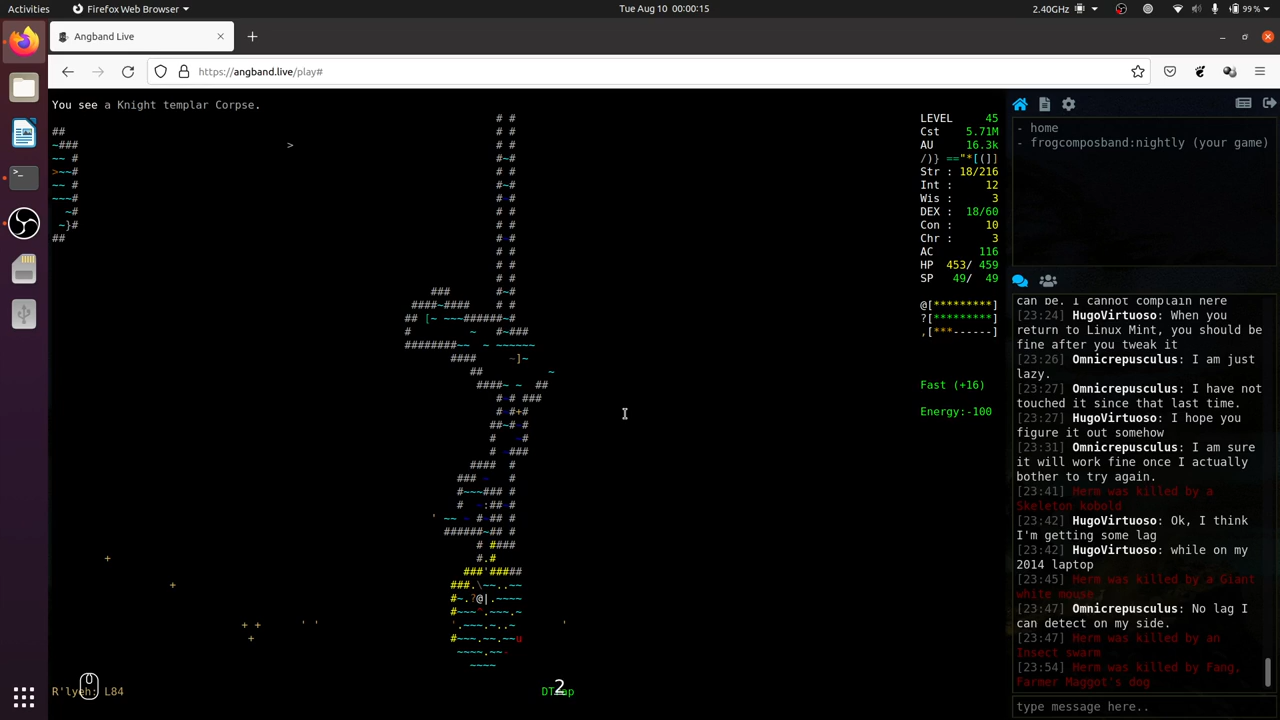 Activities
Firefox Web Browser
Tue Aug 10 00:00:15
2.40GHz
99 %
Angband Live
https://angband.live/play#
You see a Knight templar Corpse.
LEVEL 45
Cst 5.71M
AU 16.3k
/)} =="*[(]]
Str : 18/216
Int : 12
Wis : 3
DEX : 18/60
Con : 10
Chr : 3
AC 116
HP 453/ 459
SP 49/ 49
@[*********]
?[*********]
,[***------]
Fast (+16)
Energy:-100
R'lyeh: L84
DTrap
2
- home
- frogcomposband:nightly (your game)
can be. I cannot complain here
[23:24] HugoVirtuoso: When you
return to Linux Mint, you should be
fine after you tweak it
[23:26] Omnicrepusculus: I am just
lazy.
[23:27] Omnicrepusculus: I have not
touched it since that last time.
[23:27] HugoVirtuoso: I hope you
figure it out somehow
[23:31] Omnicrepusculus: I am sure
it will work fine once I actually
bother to try again.
[23:41] Herm was killed by a
Skeleton kobold
[23:42] HugoVirtuoso: Ok, I think
I'm getting some lag
[23:42] HugoVirtuoso: while on my
2014 laptop
[23:45] Herm was killed by a Giant
white mouse
[23:47] Omnicrepusculus: No lag I
can detect on my side.
[23:47] Herm was killed by an
Insect swarm
[23:54] Herm was killed by Fang,
Farmer Maggot's dog
type message here..